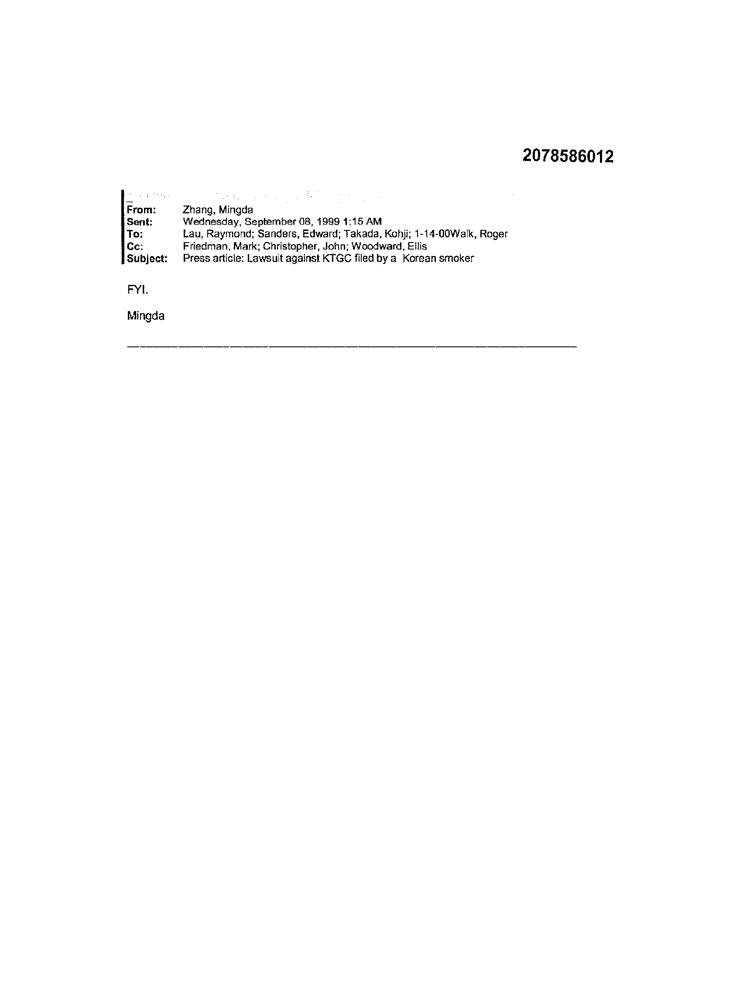 2078586012
From: Zhang, Mingda
Sent: Wednesday, September 08, 1999 1:15 AM
To: Lau, Raymond; Sanders, Edward; Takada, Kohji; 1-14-00Walk, Roger
Cc: Friedman, Mark; Christopher, John; Woodward, Ellis
Subject: Press article: Lawsuit against KTGC filed by a Korean smoker
FYI.
Mingda